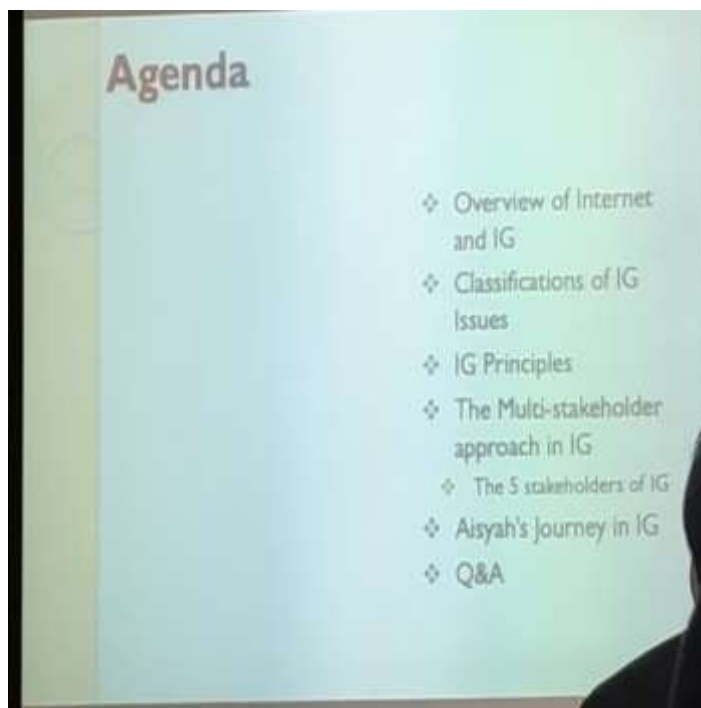 Agenda
❖ Overview of Internet
and IG
❖ Classifications of IG
Issues
❖ IG Principles
❖ The Multi-stakeholder
approach in IG
❖ The 5 stakeholders of IG
❖ Aisyah's Journey in IG
❖ Q&A